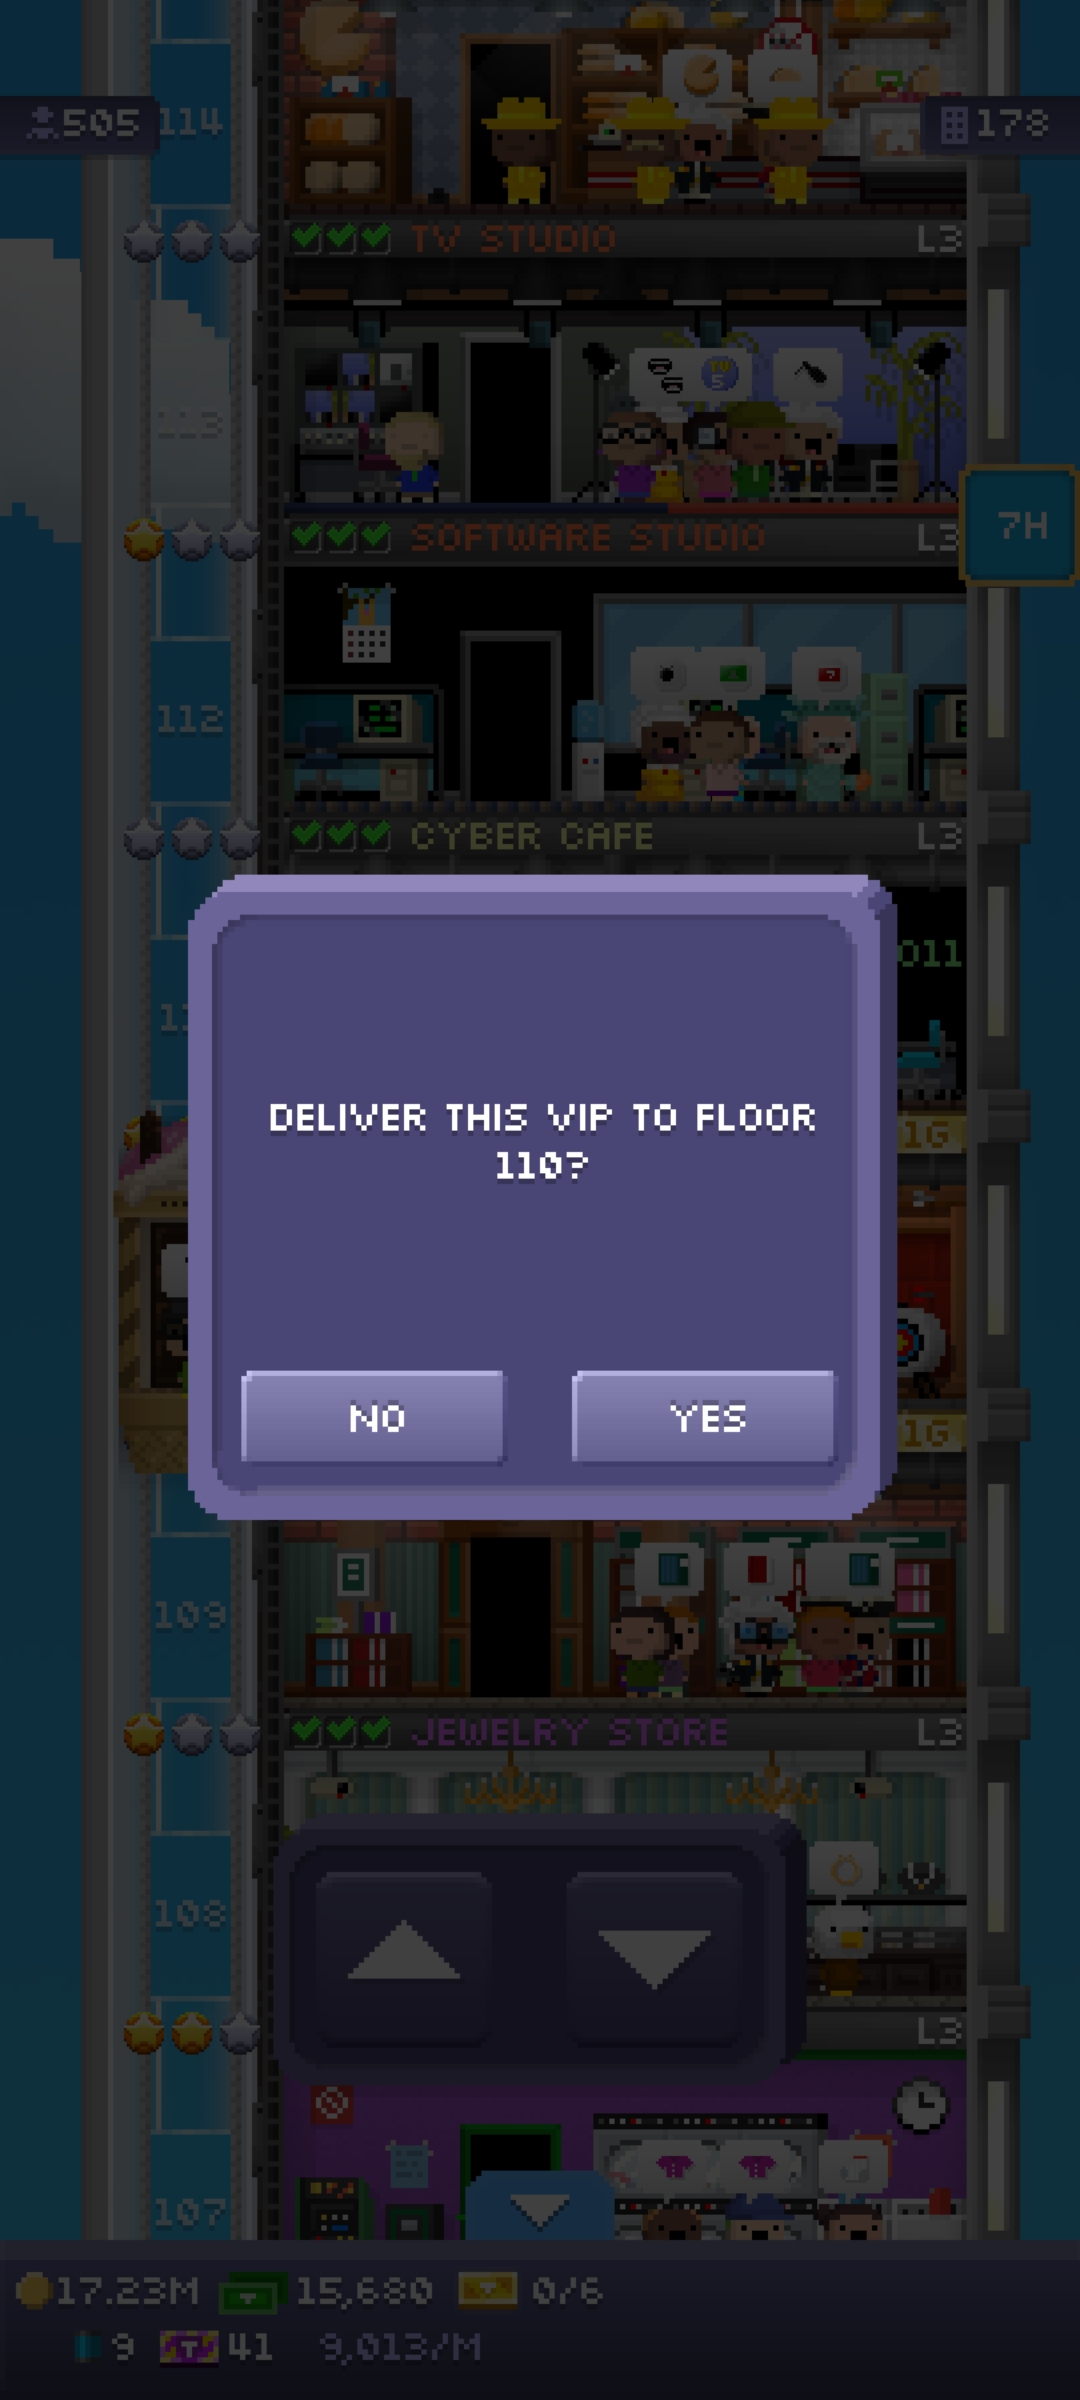 505
114
178
TV STUDIO
L3
7H
SOFTWARE STUDIO
L3
112
CYBER CAFE
L3
DELIVER THIS VIP TO FLOOR
110?
1G
NO
YES
1G
109
JEWELRY STORE
L3
108
L3
107
17.23M
15,680
0/6
9
41
9,013/M